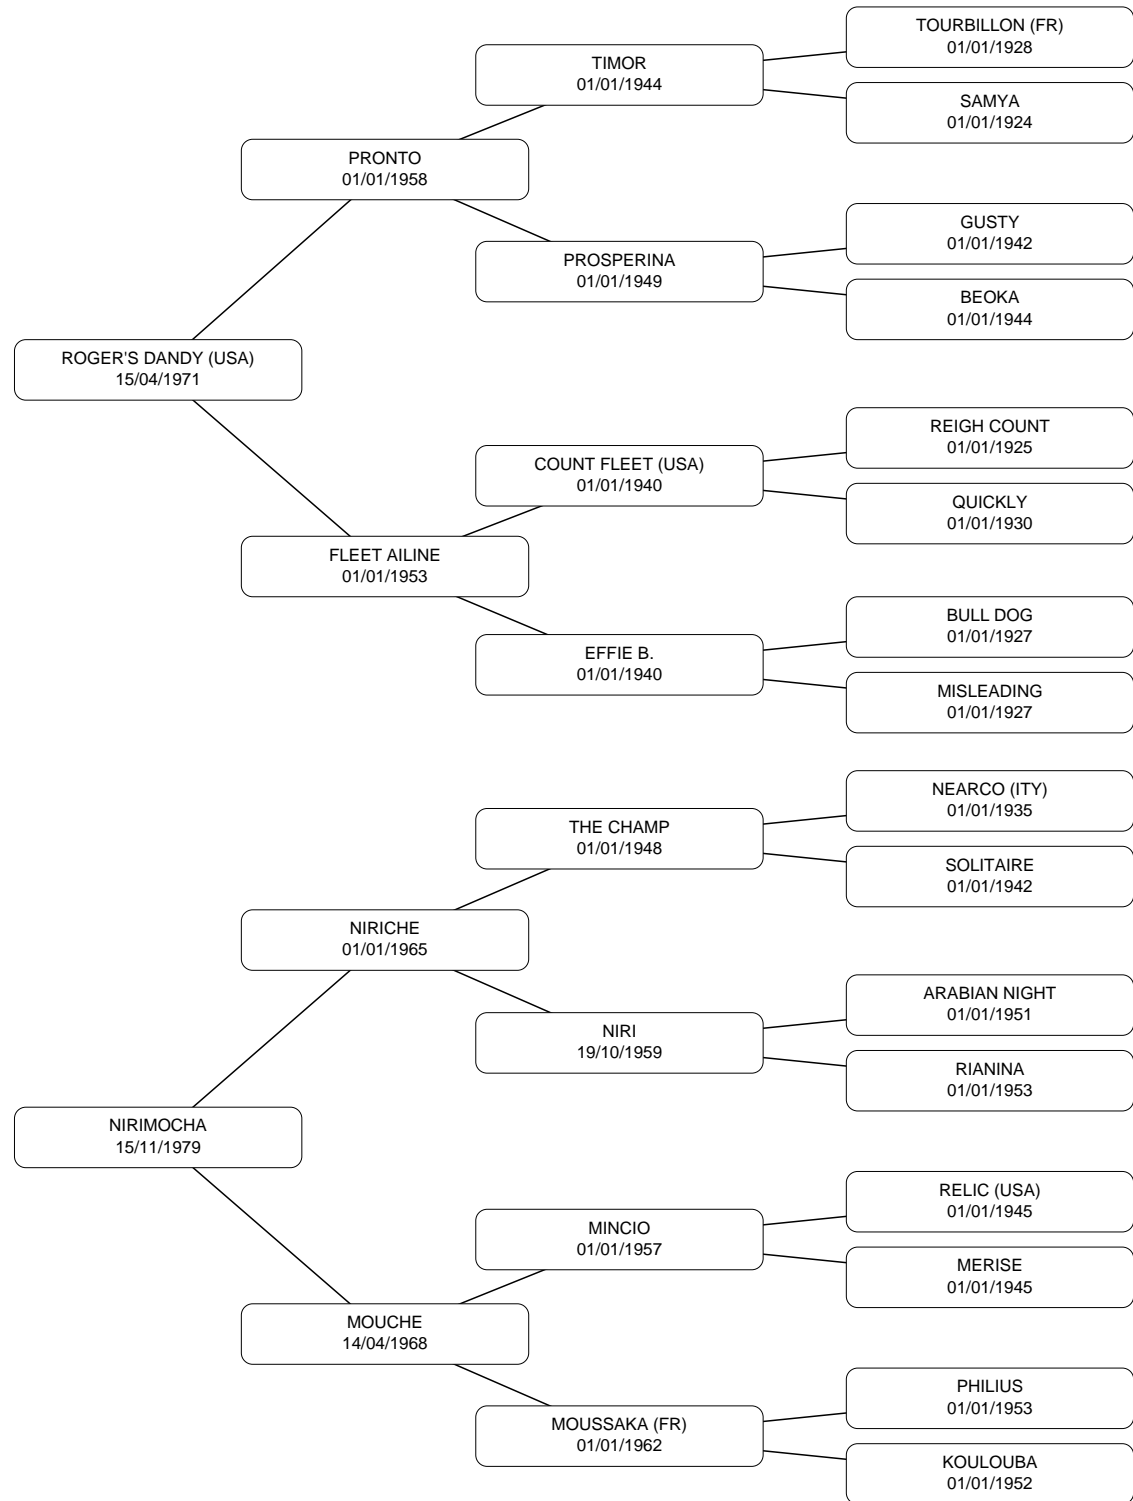 TOURBILLON (FR)
01/01/1928
TIMOR
01/01/1944
SAMYA
01/01/1924
PRONTO
01/01/1958
GUSTY
01/01/1942
PROSPERINA
01/01/1949
BEOKA
01/01/1944
ROGER'S DANDY (USA)
15/04/1971
REIGH COUNT
01/01/1925
COUNT FLEET (USA)
01/01/1940
QUICKLY
01/01/1930
FLEET AILINE
01/01/1953
BULL DOG
01/01/1927
EFFIE B.
01/01/1940
MISLEADING
01/01/1927
NEARCO (ITY)
01/01/1935
THE CHAMP
01/01/1948
SOLITAIRE
01/01/1942
NIRICHE
01/01/1965
ARABIAN NIGHT
01/01/1951
NIRI
19/10/1959
RIANINA
01/01/1953
NIRIMOCHA
15/11/1979
RELIC (USA)
01/01/1945
MINCIO
01/01/1957
MERISE
01/01/1945
MOUCHE
14/04/1968
PHILIUS
01/01/1953
MOUSSAKA (FR)
01/01/1962
KOULOUBA
01/01/1952